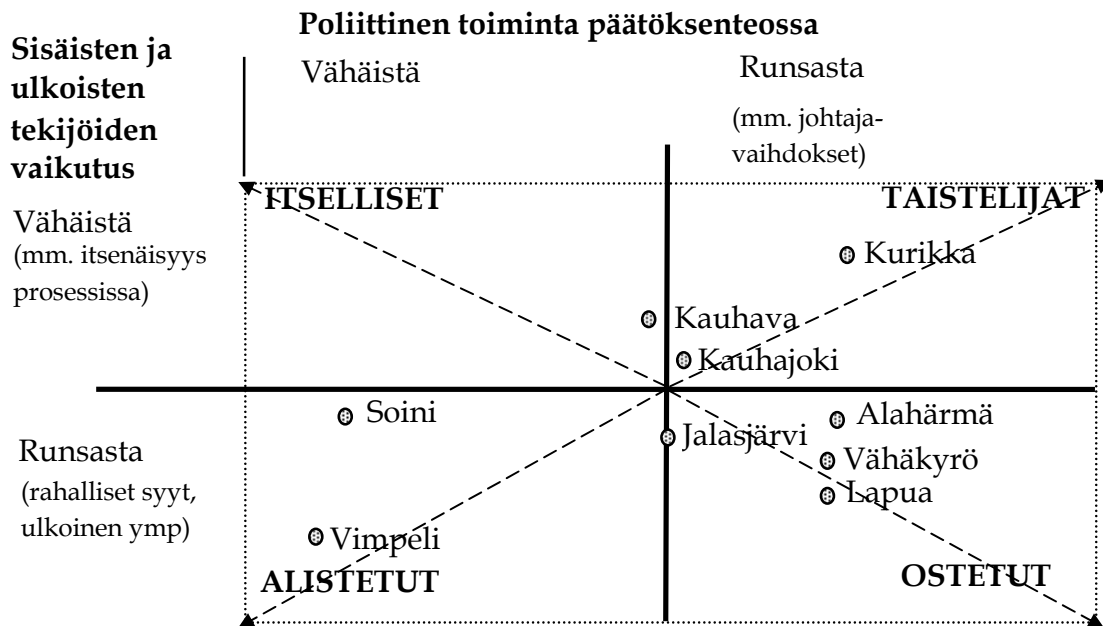 Poliittinen toiminta päätöksenteossa
Sisäisten ja
ulkoisten
tekijöiden
vaikutus
Vähäistä
Runsasta
(mm. johtaja-
vaihdokset)
ITSELLISET
TAISTELIJAT
Vähäistä
(mm. itsenäisyys
prosessissa)
Kurikka
Kauhava
Kauhajoki
Soini
Alahärmä
Jalasjärvi
Vähäkyrö
Runsasta
(rahalliset syyt,
ulkoinen ymp)
Lapua
Vimpeli
ALISTETUT
OSTETUT